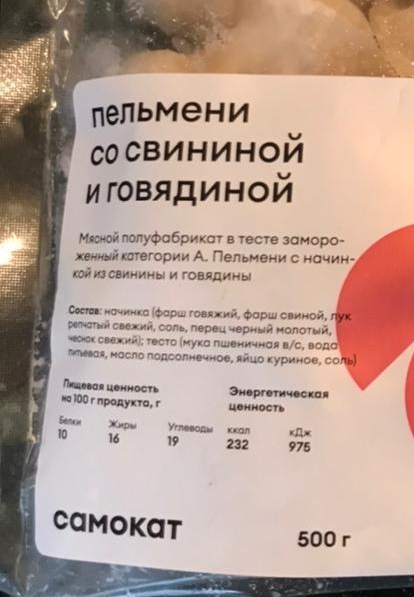 пельмени
со свининой
и говядиной
Мясной полуфабрикат в тесте заморо-
женный категории А. Пельмени с начин-
кой из свинины и говядины
Состав: начинка (фарш говяжий, фарш свиной, лук
репчатый свежий, соль, перец черный молотый,
чеснок свежий); тесто (мука пшеничная в/с, вода
питьевая, масло подсолнечное, яйцо куриное, соль)
Пищевая ценность
на 100 г продукта, г
Энергетическая
ценность
Белки Жиры Углеводы ккал кДж
10 16 19 232 975
самокат
500 г